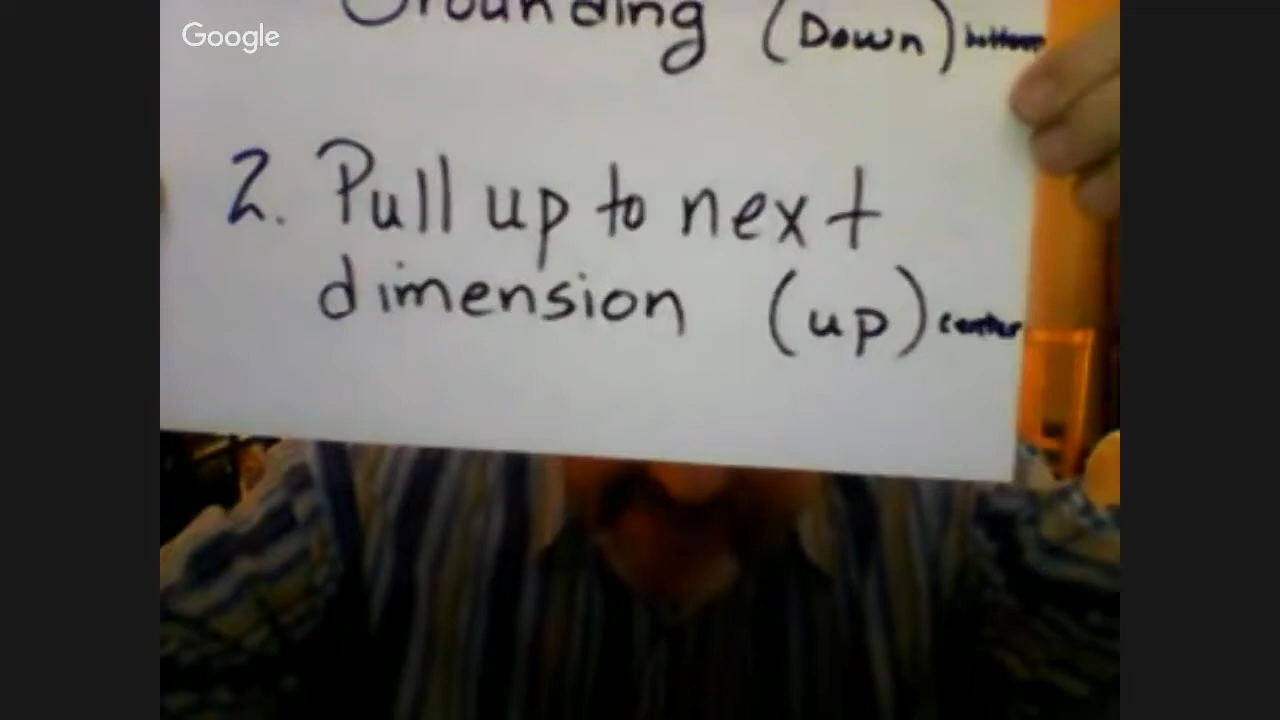 Google
Grounding (Down) bottom
2. Pull up to next
dimension (up) center